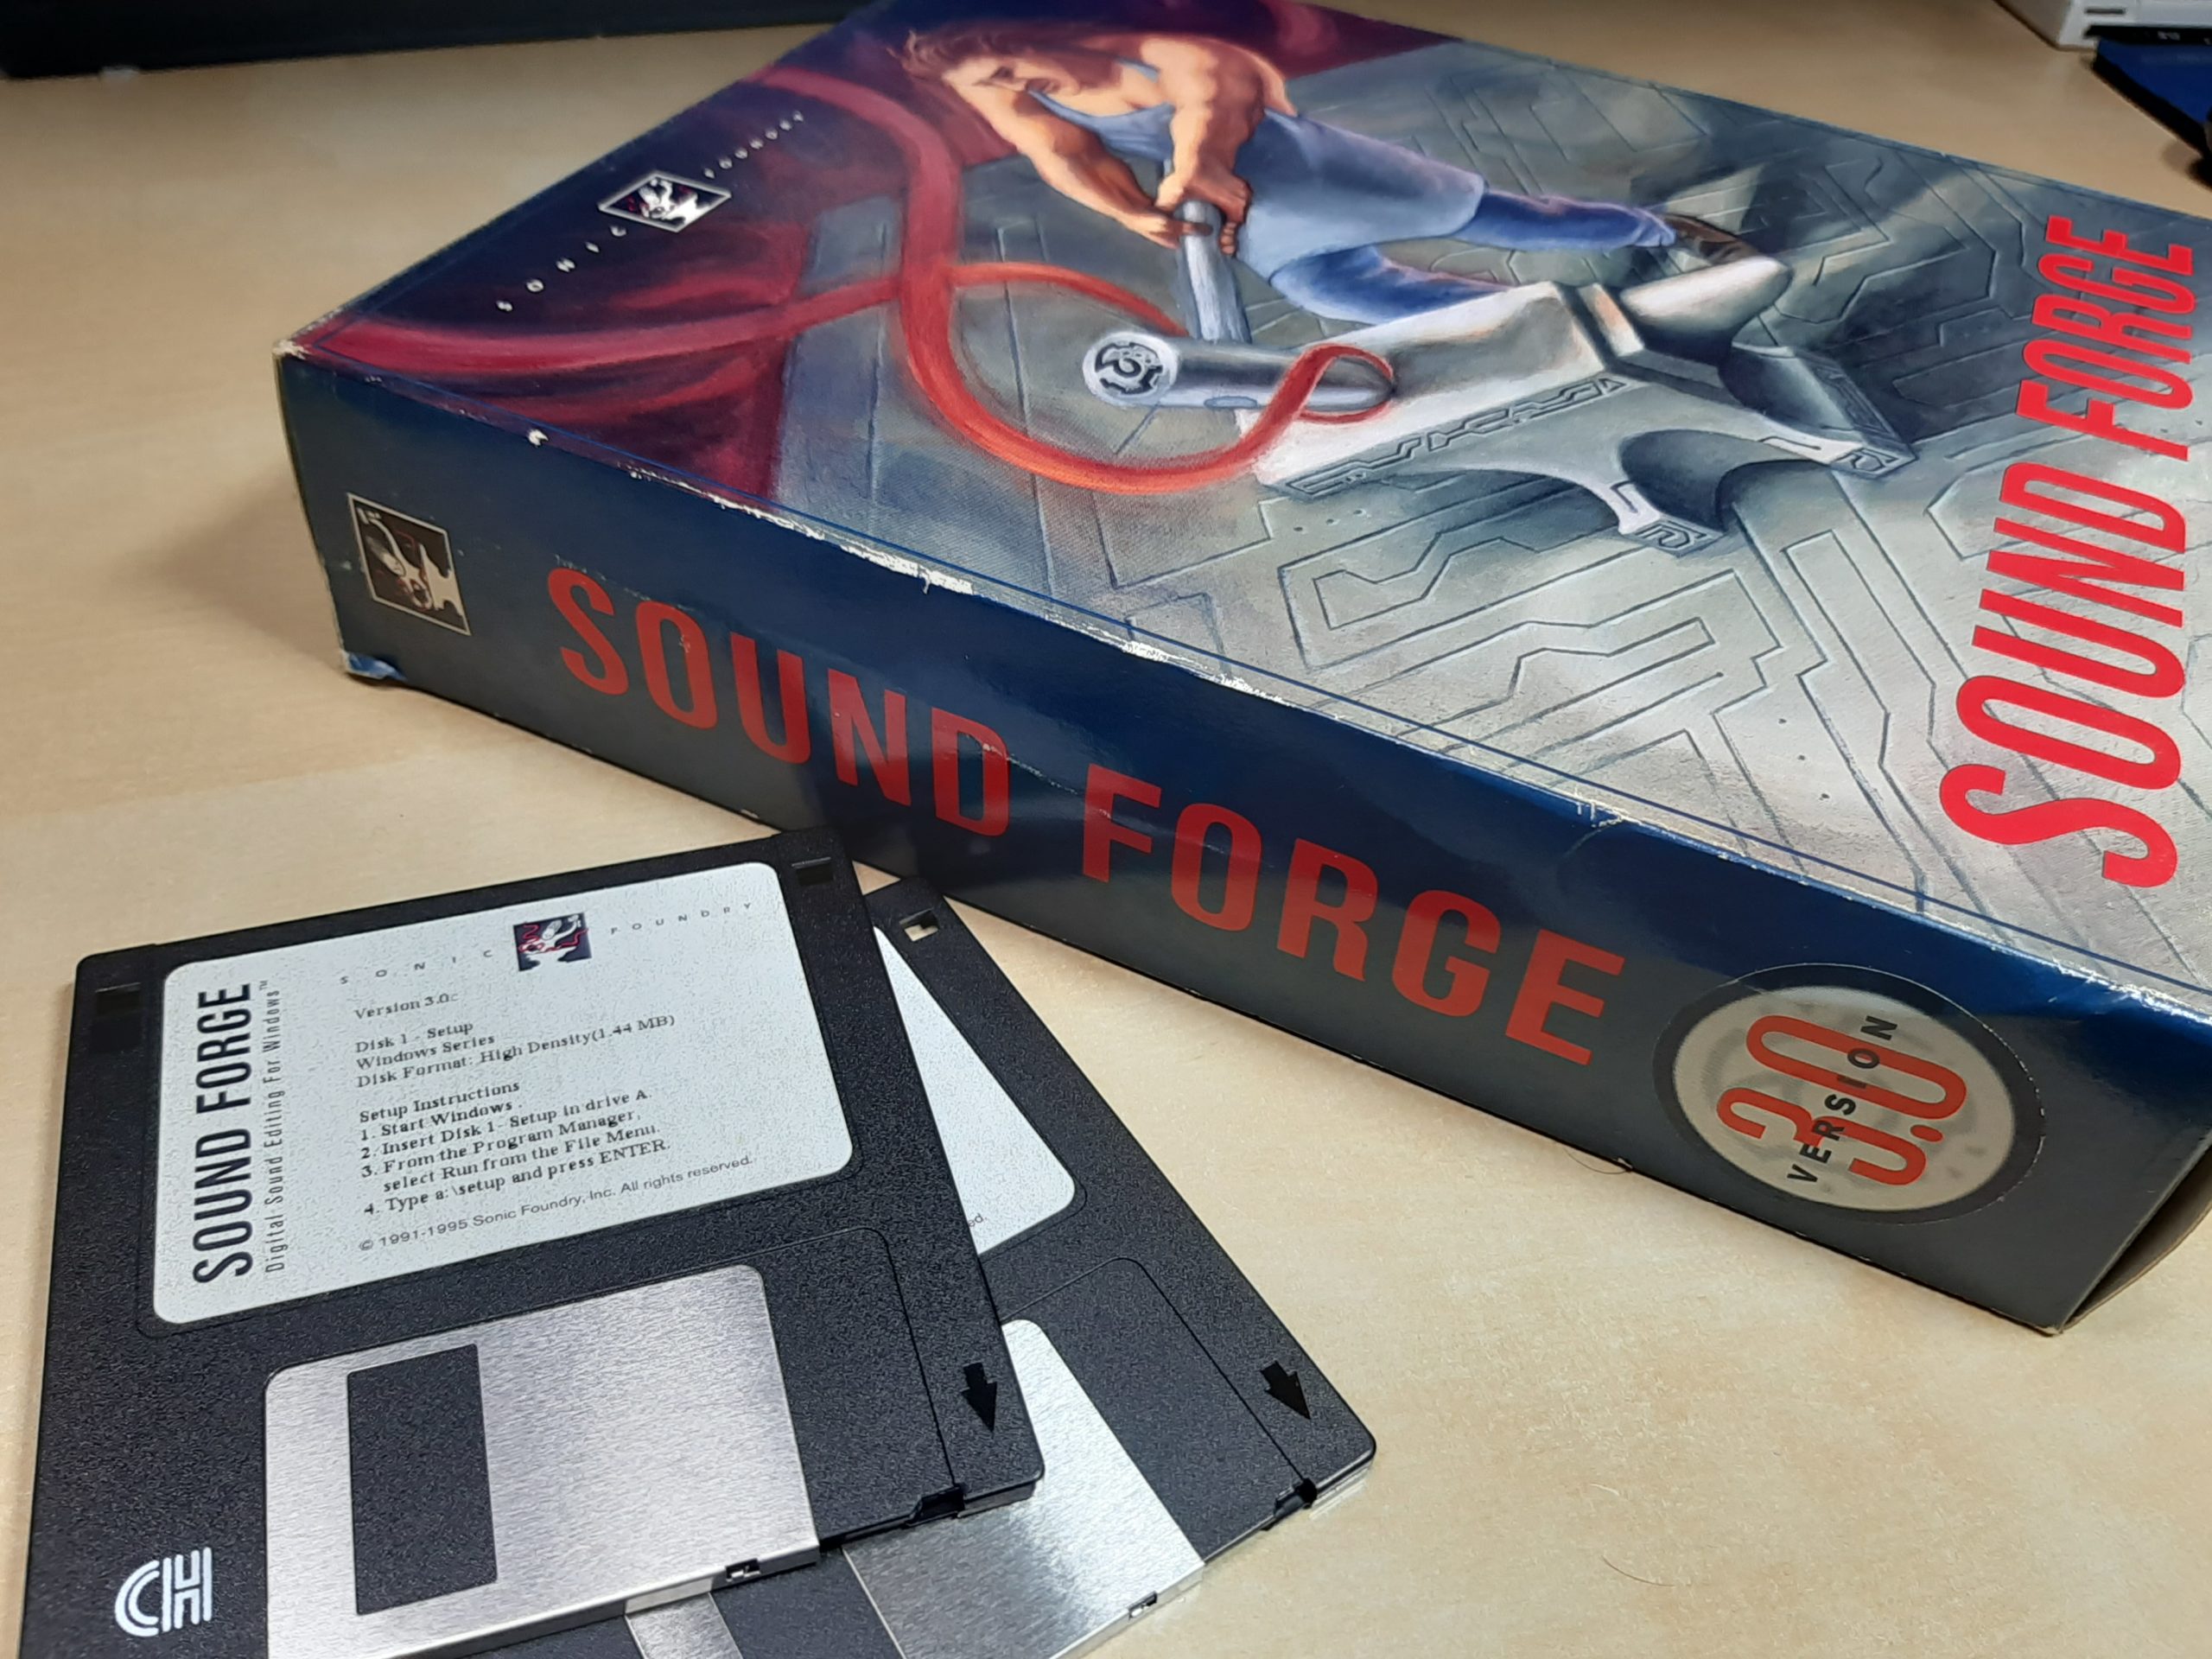 SONIC FOUNDRY
SOUND FORGE
SOUND FORGE
VERSION
3.0
SOUND FORGE
Digital Sound Editing For Windows™
SONIC FOUNDRY
Version 3.0c
Disk 1 - Setup
Windows Series
Disk Format: High Density(1.44 MB)
Setup Instructions
1. Start Windows.
2. Insert Disk 1- Setup in drive A.
3. From the Program Manager,
select Run from the File Menu.
4. Type a:\setup and press ENTER.
© 1991-1995 Sonic Foundry, Inc. All rights reserved.